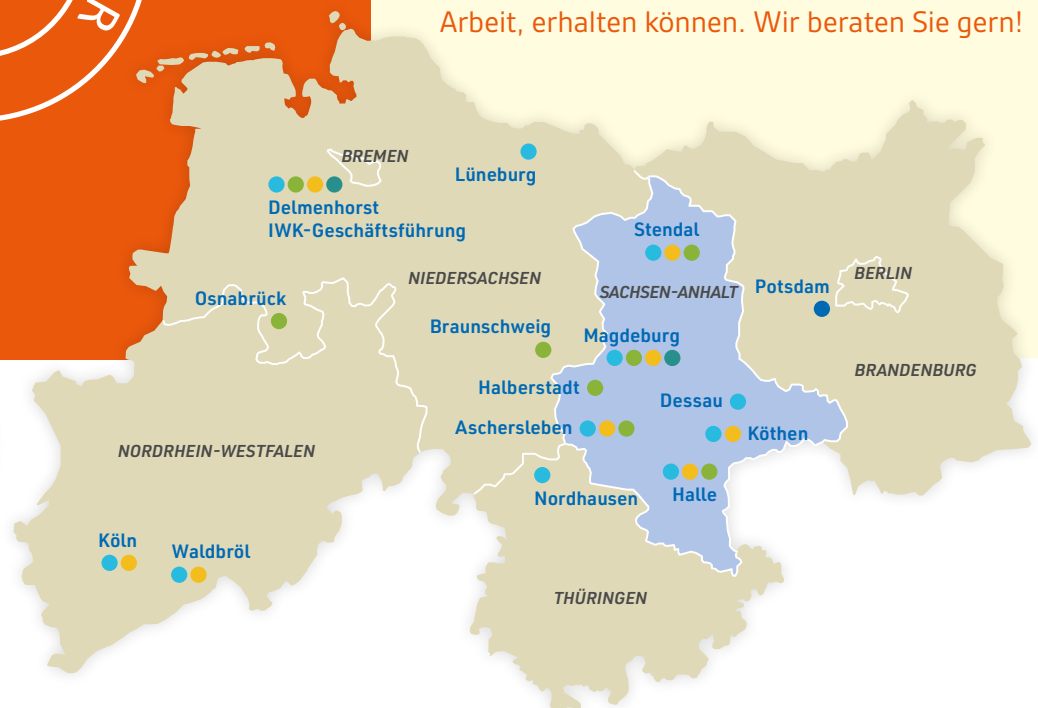 R
Arbeit, erhalten können. Wir beraten Sie gern!
BREMEN
Lüneburg
Delmenhorst
IWK-Geschäftsführung
Stendal
NIEDERSACHSEN
SACHSEN-ANHALT
Potsdam
BERLIN
Osnabrück
Braunschweig
Magdeburg
BRANDENBURG
Halberstadt
Dessau
Aschersleben
Köthen
NORDRHEIN-WESTFALEN
Nordhausen
Halle
Köln
Waldbröl
THÜRINGEN